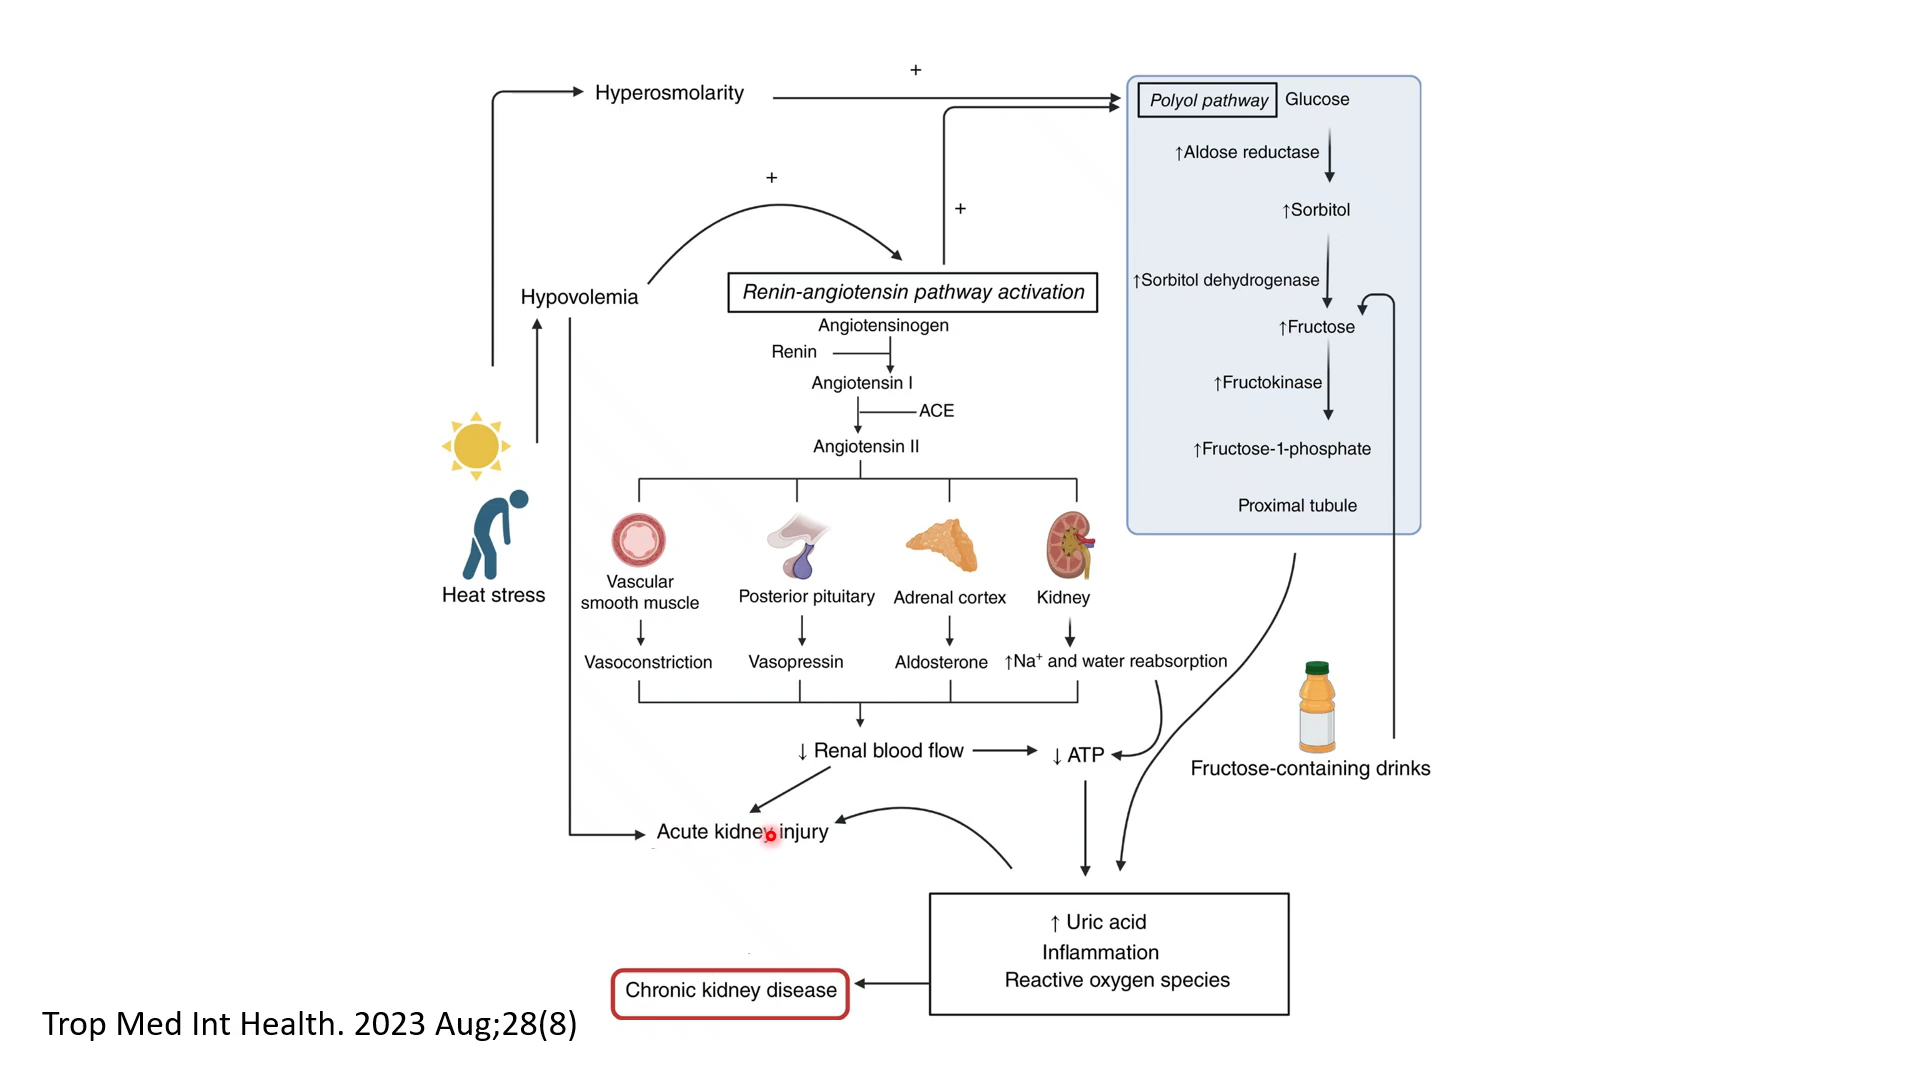 +
Hyperosmolarity
Polyol pathway
Glucose
↑Aldose reductase
↑Sorbitol
↑Sorbitol dehydrogenase
↑Fructose
↑Fructokinase
↑Fructose-1-phosphate
Proximal tubule
+
+
Hypovolemia
Renin-angiotensin pathway activation
Angiotensinogen
Renin
Angiotensin I
ACE
Angiotensin II
Heat stress
Vascular
smooth muscle
Posterior pituitary
Adrenal cortex
Kidney
Vasoconstriction
Vasopressin
Aldosterone
↑Na⁺ and water reabsorption
↓ Renal blood flow
↓ ATP
Fructose-containing drinks
Acute kidney injury
↑ Uric acid
Inflammation
Reactive oxygen species
Chronic kidney disease
Trop Med Int Health. 2023 Aug;28(8)